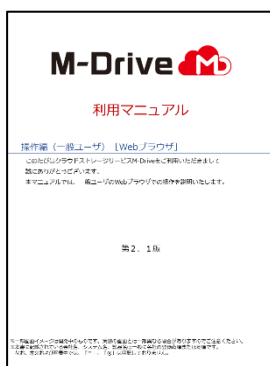 M-Drive
利用マニュアル
操作編（一般ユーザ）［Webブラウザ］
このたびはクラウドストレージサービスM-Driveをご利用いただきまして
誠にありがとうございます。
本マニュアルでは、一般ユーザのWebブラウザでの操作を説明いたします。
第2．1版